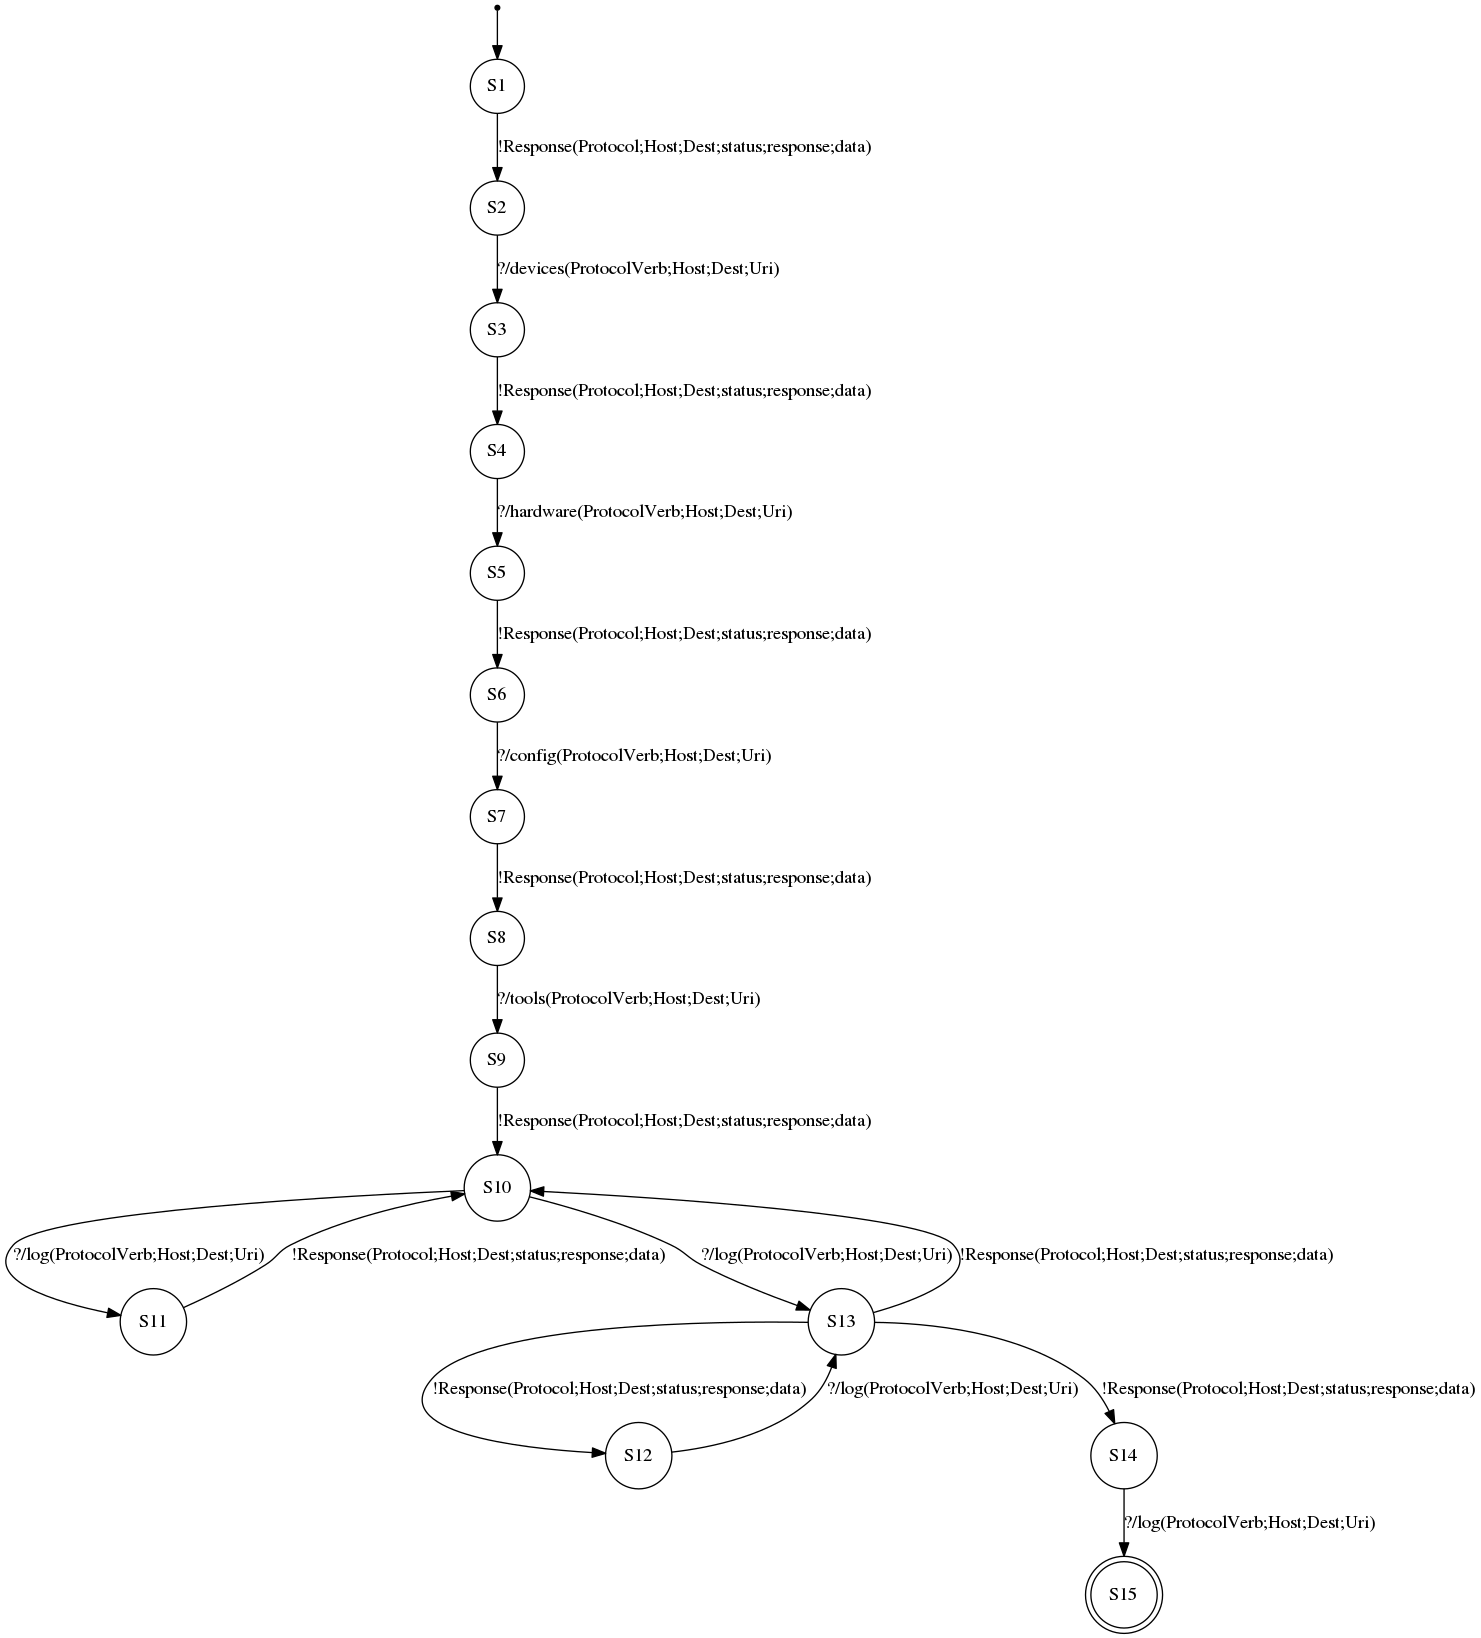 S1
!Response(Protocol;Host;Dest;status;response;data)
S2
?/devices(ProtocolVerb;Host;Dest;Uri)
S3
!Response(Protocol;Host;Dest;status;response;data)
S4
?/hardware(ProtocolVerb;Host;Dest;Uri)
S5
!Response(Protocol;Host;Dest;status;response;data)
S6
?/config(ProtocolVerb;Host;Dest;Uri)
S7
!Response(Protocol;Host;Dest;status;response;data)
S8
?/tools(ProtocolVerb;Host;Dest;Uri)
S9
!Response(Protocol;Host;Dest;status;response;data)
S10
?/log(ProtocolVerb;Host;Dest;Uri)
!Response(Protocol;Host;Dest;status;response;data)
?/log(ProtocolVerb;Host;Dest;Uri)
!Response(Protocol;Host;Dest;status;response;data)
S11
S13
!Response(Protocol;Host;Dest;status;response;data)
?/log(ProtocolVerb;Host;Dest;Uri)
!Response(Protocol;Host;Dest;status;response;data)
S12
S14
?/log(ProtocolVerb;Host;Dest;Uri)
S15